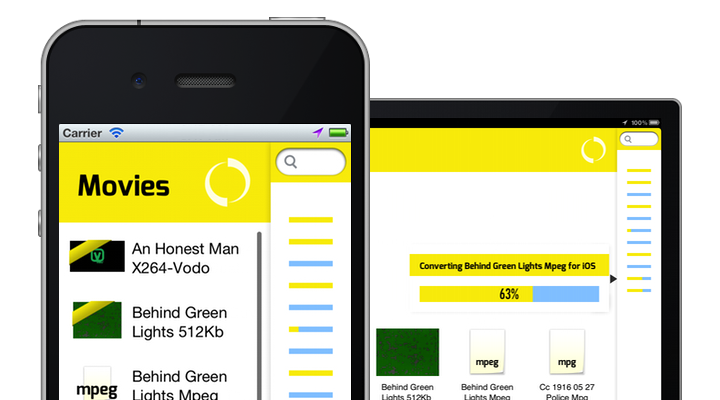 Carrier
Movies
An Honest Man
X264-Vodo
Behind Green
Lights 512Kb
mpeg
Behind Green
Lights Mpeg
100%
Converting Behind Green Lights Mpeg for iOS
63%
Behind Green
Lights 512Kb
mpeg
Behind Green
Lights Mpeg
mpg
Cc 1916 05 27
Police Mpg